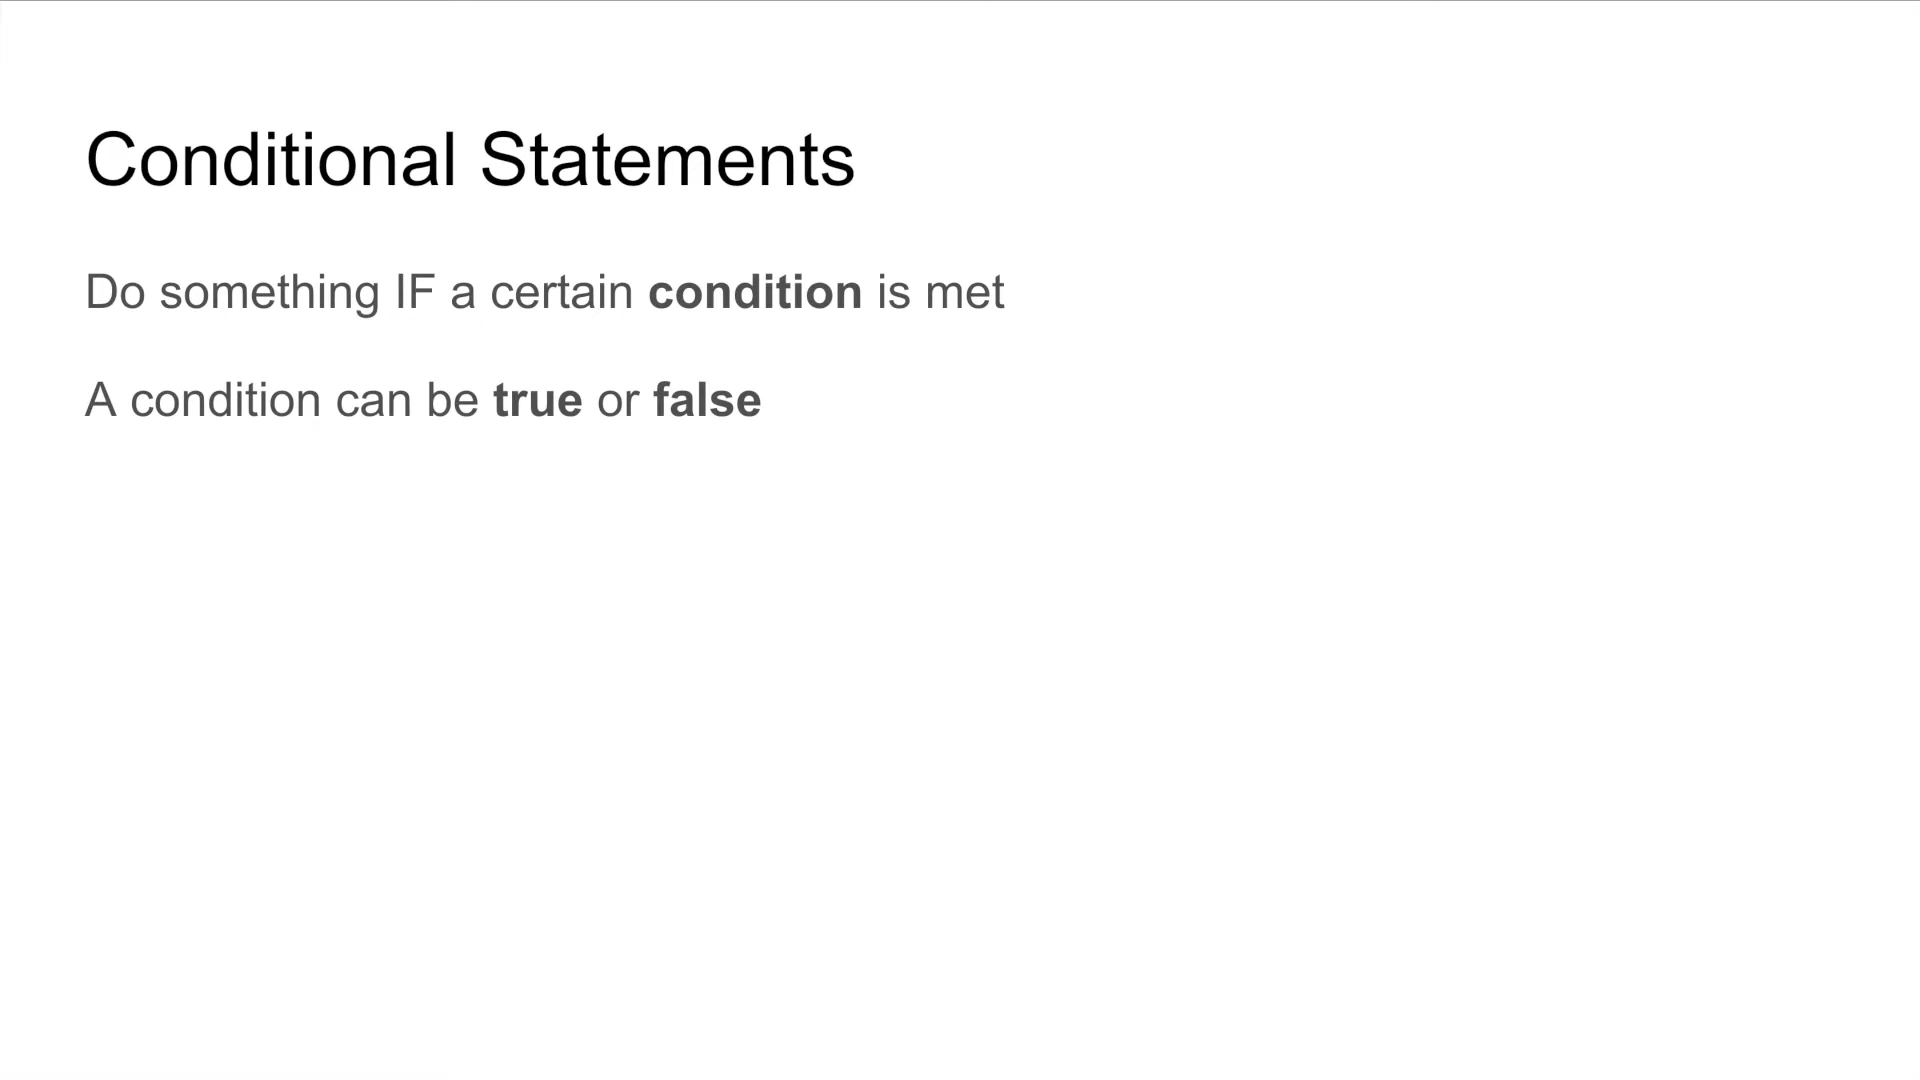 Conditional Statements
Do something IF a certain condition is met
A condition can be true or false